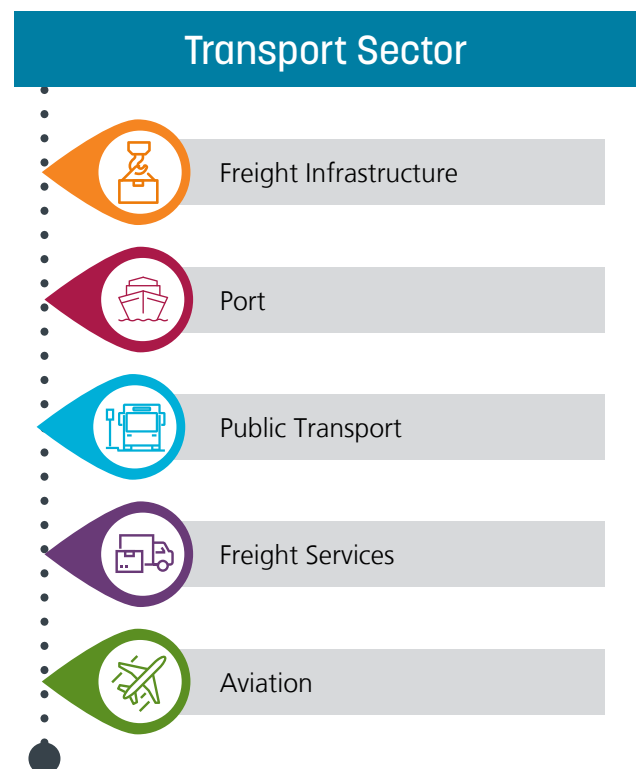 Transport Sector
Freight Infrastructure
Port
Public Transport
Freight Services
Aviation